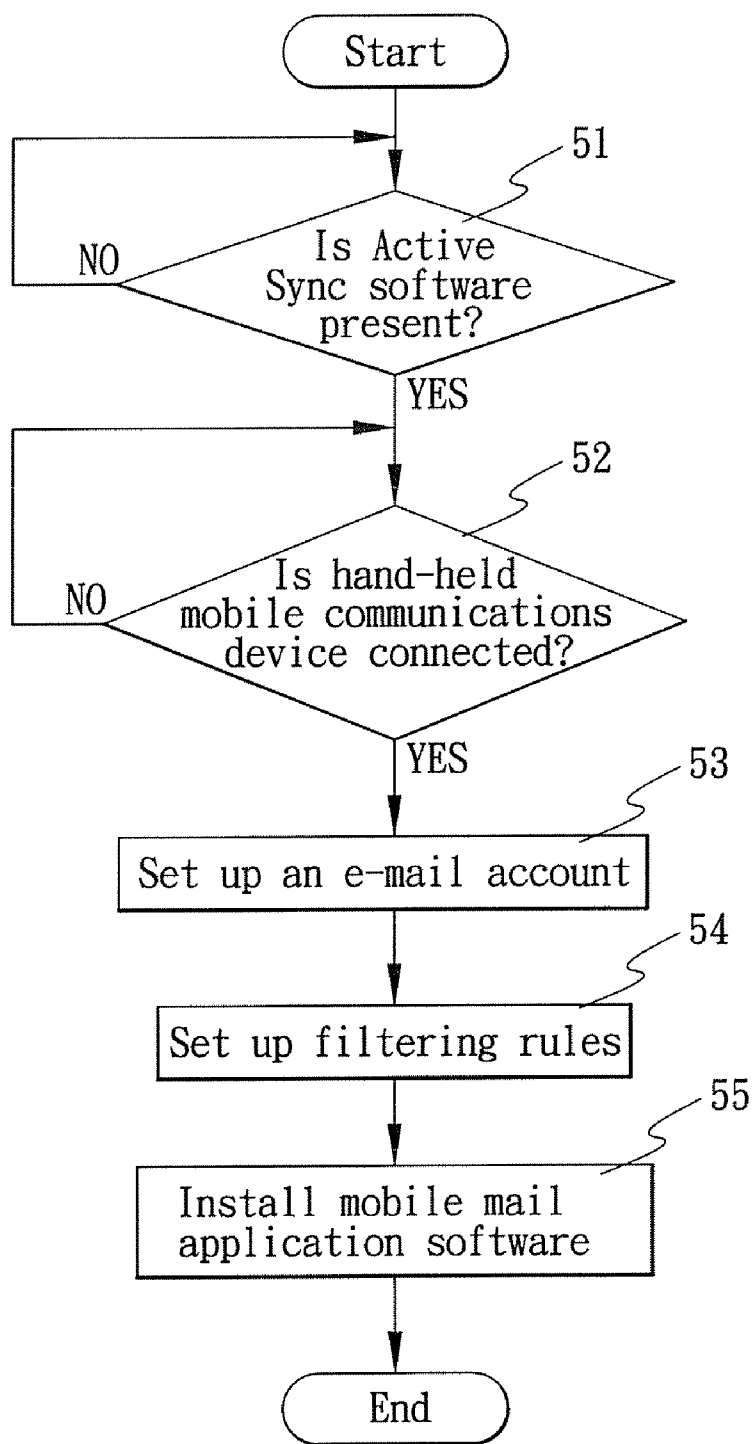 Start
51
Is Active
Sync software
present?
NO
YES
52
Is hand-held
mobile communications
device connected?
NO
YES
53
Set up an e-mail account
54
Set up filtering rules
55
Install mobile mail
application software
End